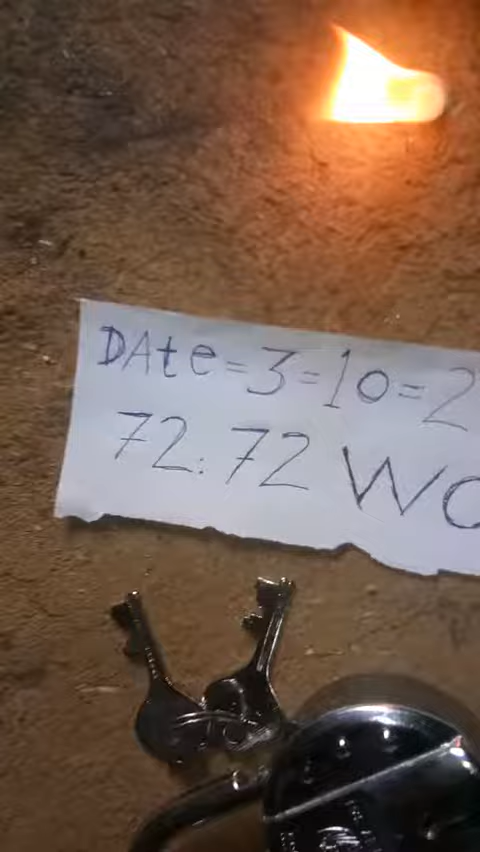 DAte = 3 = 10 = 2
72 : 72 WO